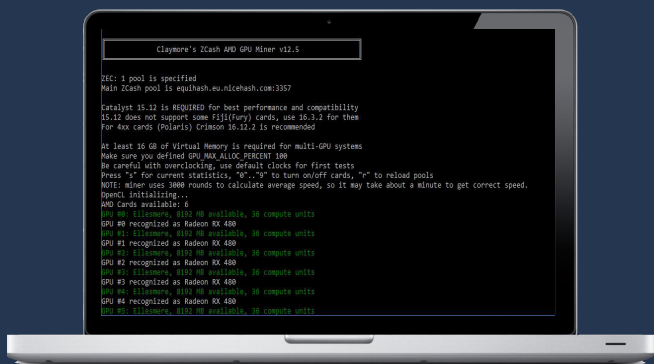 Claymore's ZCash AMD GPU Miner v12.5
ZEC: 1 pool is specified
Main ZCash pool is equihash.eu.nicehash.com:3357
Catalyst 15.12 is REQUIRED for best performance and compatibility
15.12 does not support some Fiji(Fury) cards, use 16.3.2 for them
For 4xx cards (Polaris) Crimson 16.12.2 is recommended
At least 16 GB of Virtual Memory is required for multi-GPU systems
Make sure you defined GPU_MAX_ALLOC_PERCENT 100
Be careful with overclocking, use default clocks for first tests
Press "s" for current statistics, "0".."9" to turn on/off cards, "r" to reload pools
NOTE: miner uses 3000 rounds to calculate average speed, so it may take about a minute to get correct speed.
OpenCL initializing...
AMD Cards available: 6
GPU #0: Ellesmere, 8192 MB available, 36 compute units
GPU #0 recognized as Radeon RX 480
GPU #1: Ellesmere, 8192 MB available, 36 compute units
GPU #1 recognized as Radeon RX 480
GPU #2: Ellesmere, 8192 MB available, 36 compute units
GPU #2 recognized as Radeon RX 480
GPU #3: Ellesmere, 8192 MB available, 36 compute units
GPU #3 recognized as Radeon RX 480
GPU #4: Ellesmere, 8192 MB available, 36 compute units
GPU #4 recognized as Radeon RX 480
GPU #5: Ellesmere, 8192 MB available, 36 compute units